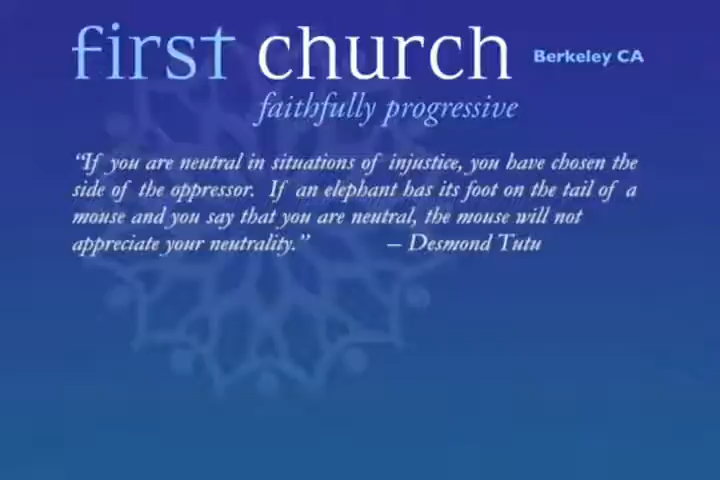 first church Berkeley CA
faithfully progressive
“If you are neutral in situations of injustice, you have chosen the
side of the oppressor. If an elephant has its foot on the tail of a
mouse and you say that you are neutral, the mouse will not
appreciate your neutrality.” – Desmond Tutu